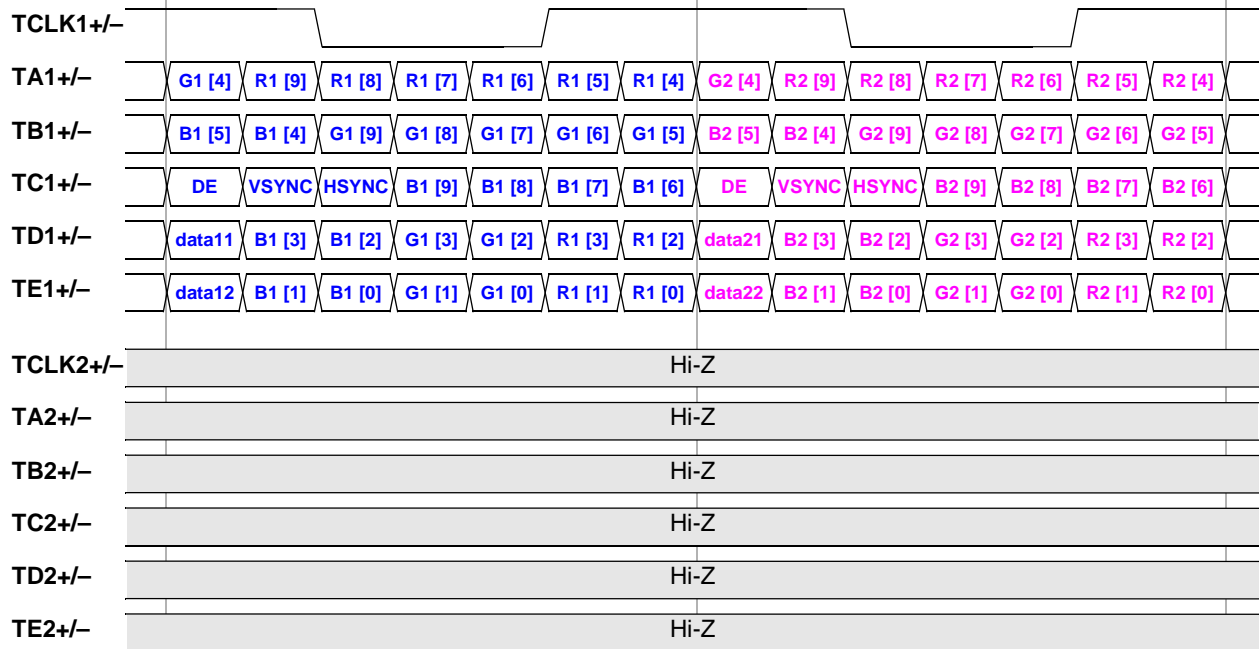 TCLK1+/–
TA1+/– G1 [4] R1 [9] R1 [8] R1 [7] R1 [6] R1 [5] R1 [4] G2 [4] R2 [9] R2 [8] R2 [7] R2 [6] R2 [5] R2 [4]
TB1+/– B1 [5] B1 [4] G1 [9] G1 [8] G1 [7] G1 [6] G1 [5] B2 [5] B2 [4] G2 [9] G2 [8] G2 [7] G2 [6] G2 [5]
TC1+/– DE VSYNC HSYNC B1 [9] B1 [8] B1 [7] B1 [6] DE VSYNC HSYNC B2 [9] B2 [8] B2 [7] B2 [6]
TD1+/– data11 B1 [3] B1 [2] G1 [3] G1 [2] R1 [3] R1 [2] data21 B2 [3] B2 [2] G2 [3] G2 [2] R2 [3] R2 [2]
TE1+/– data12 B1 [1] B1 [0] G1 [1] G1 [0] R1 [1] R1 [0] data22 B2 [1] B2 [0] G2 [1] G2 [0] R2 [1] R2 [0]
TCLK2+/– Hi-Z
TA2+/– Hi-Z
TB2+/– Hi-Z
TC2+/– Hi-Z
TD2+/– Hi-Z
TE2+/– Hi-Z